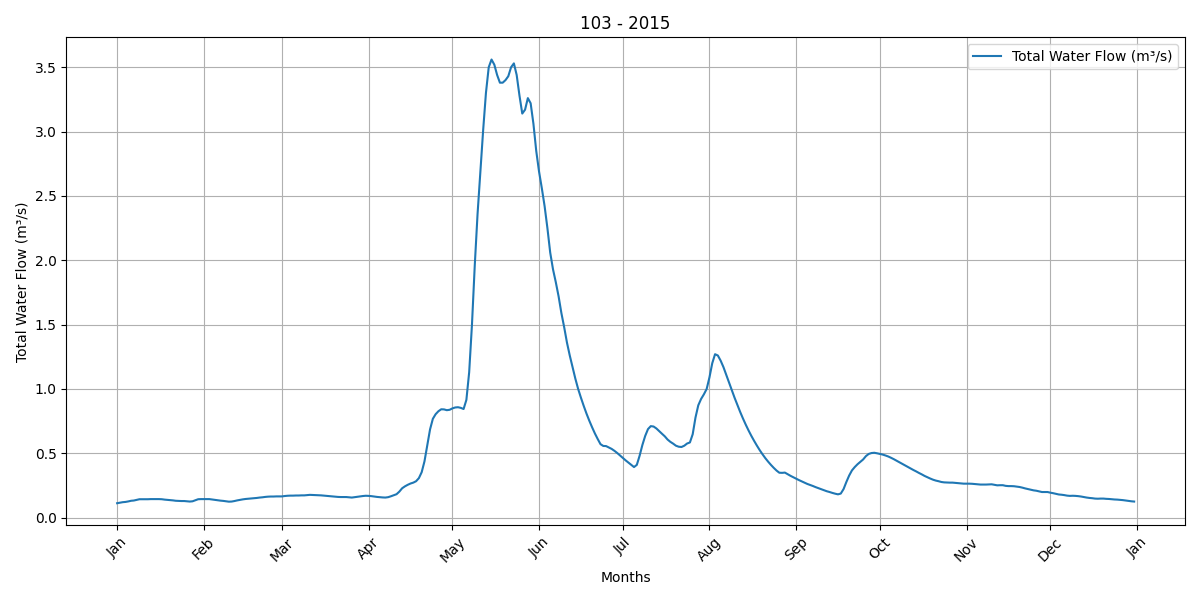 103 - 2015
Total Water Flow (m³/s)
Total Water Flow (m³/s)
3.5
3.0
2.5
2.0
1.5
1.0
0.5
0.0
Jan Feb Mar Apr May Jun Jul Aug Sep Oct Nov Dec Jan
Months